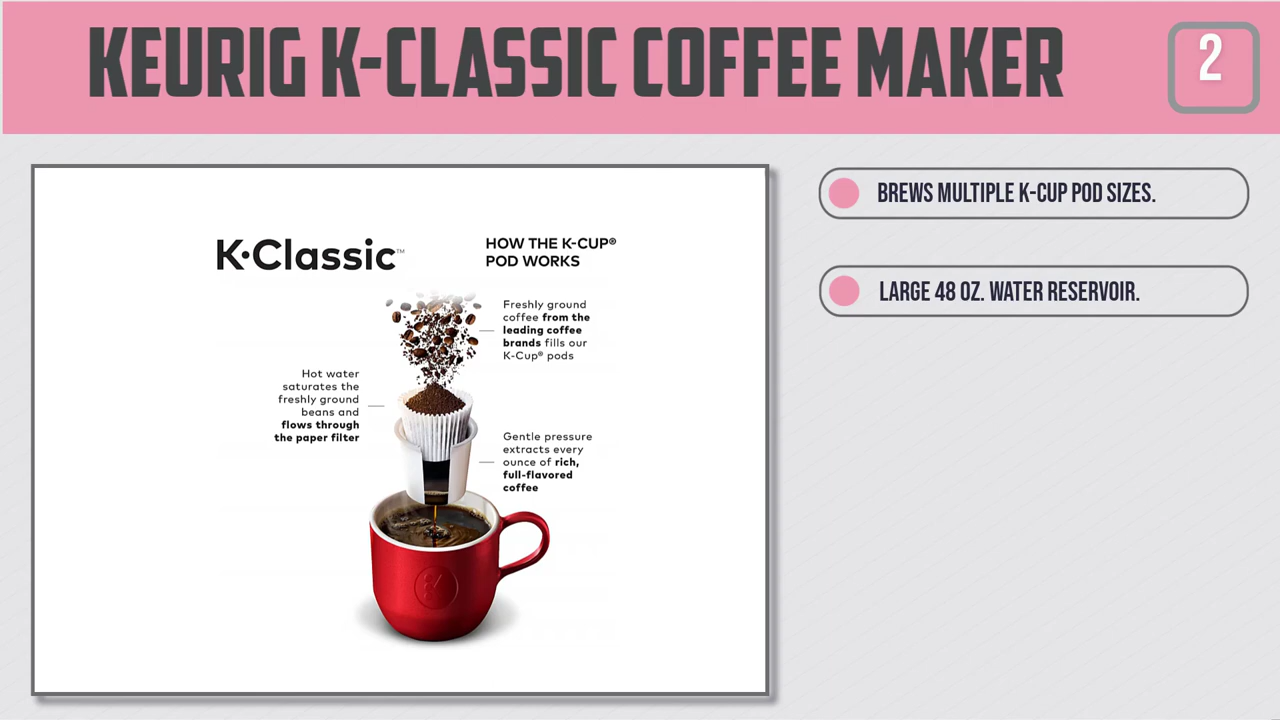 KEURIG K-CLASSIC COFFEE MAKER
2
BREWS MULTIPLE K-CUP POD SIZES.
LARGE 48 OZ. WATER RESERVOIR.
K•Classic™
HOW THE K-CUP®
POD WORKS
Freshly ground
coffee from the
leading coffee
brands fills our
K-Cup® pods
Hot water
saturates the
freshly ground
beans and
flows through
the paper filter
Gentle pressure
extracts every
ounce of rich,
full-flavored
coffee